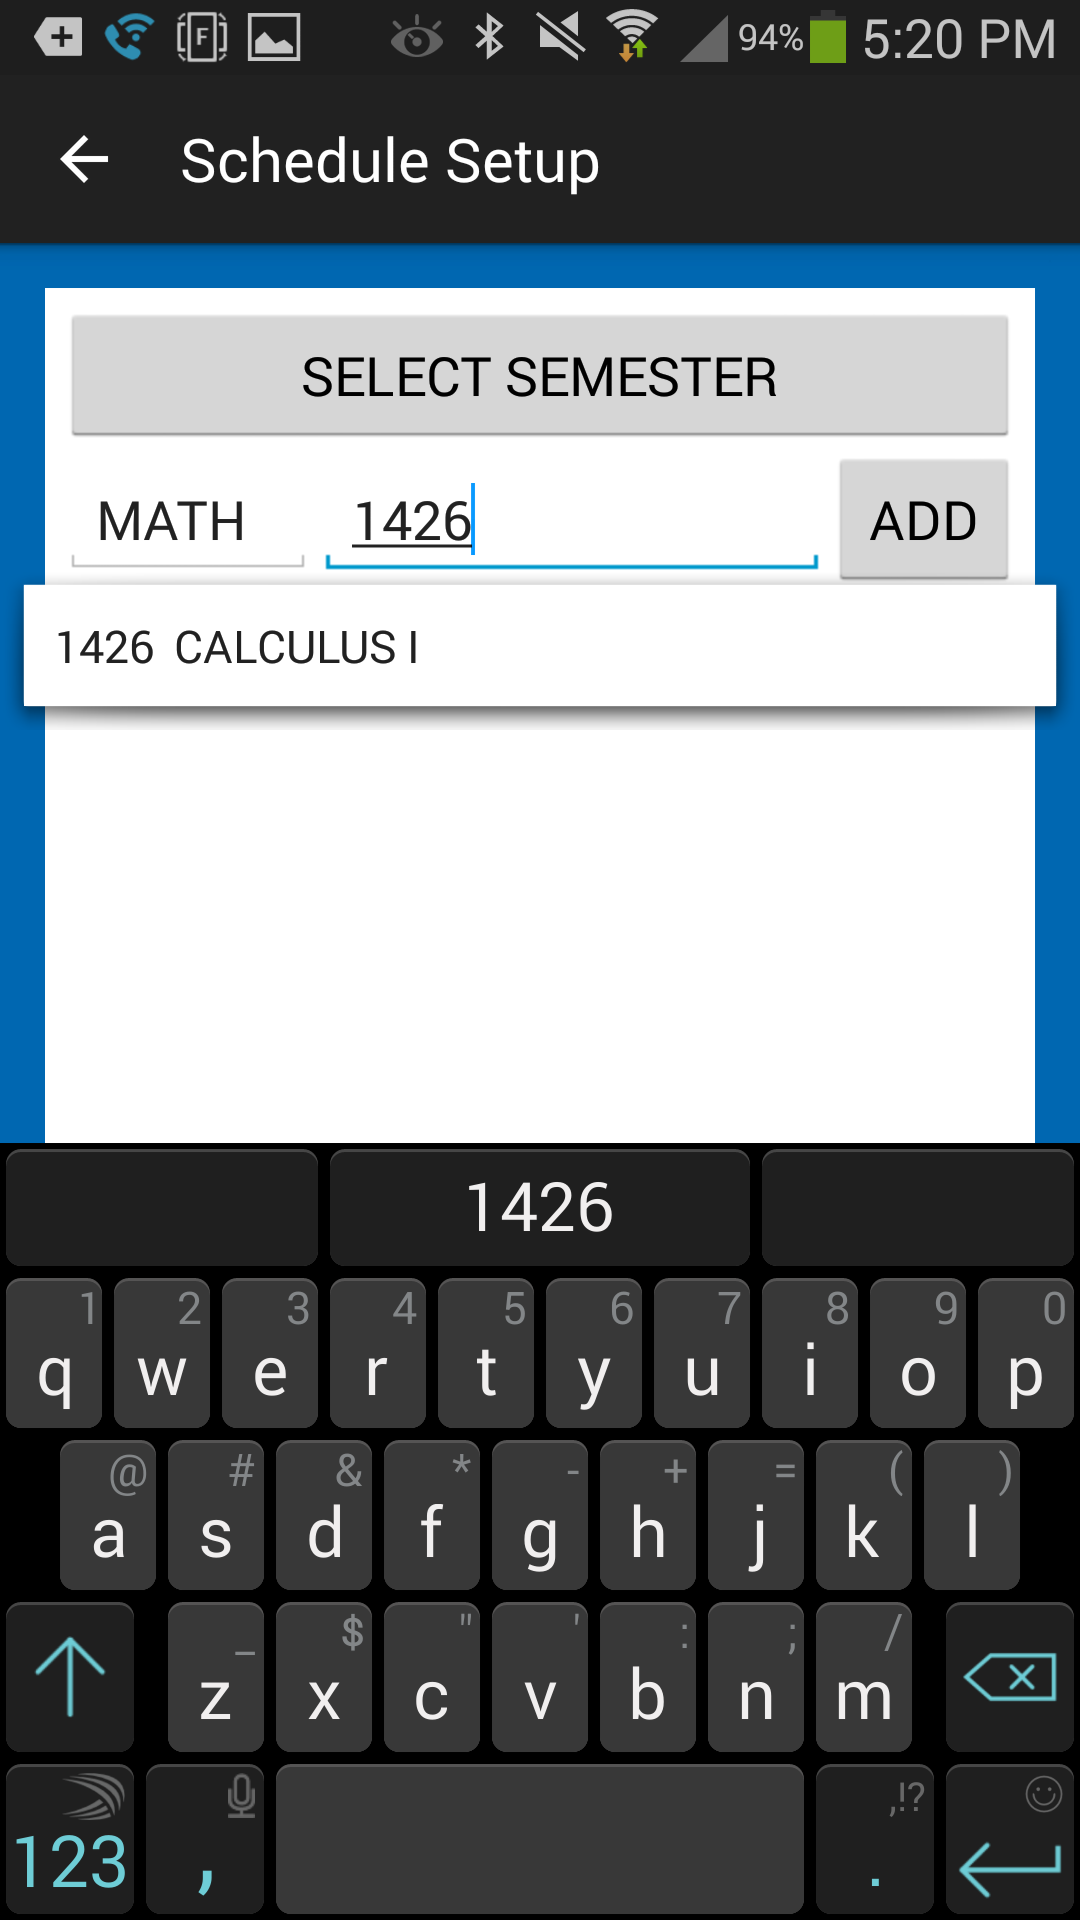 F 94% 5:20 PM
Schedule Setup
SELECT SEMESTER
MATH 1426 ADD
1426 CALCULUS I
1426
1 2 3 4 5 6 7 8 9 0
q w e r t y u i o p
@ # & * - + = ( )
a s d f g h j k l
_ $ " ' : ; /
z x c v b n m
,!?
123 , .